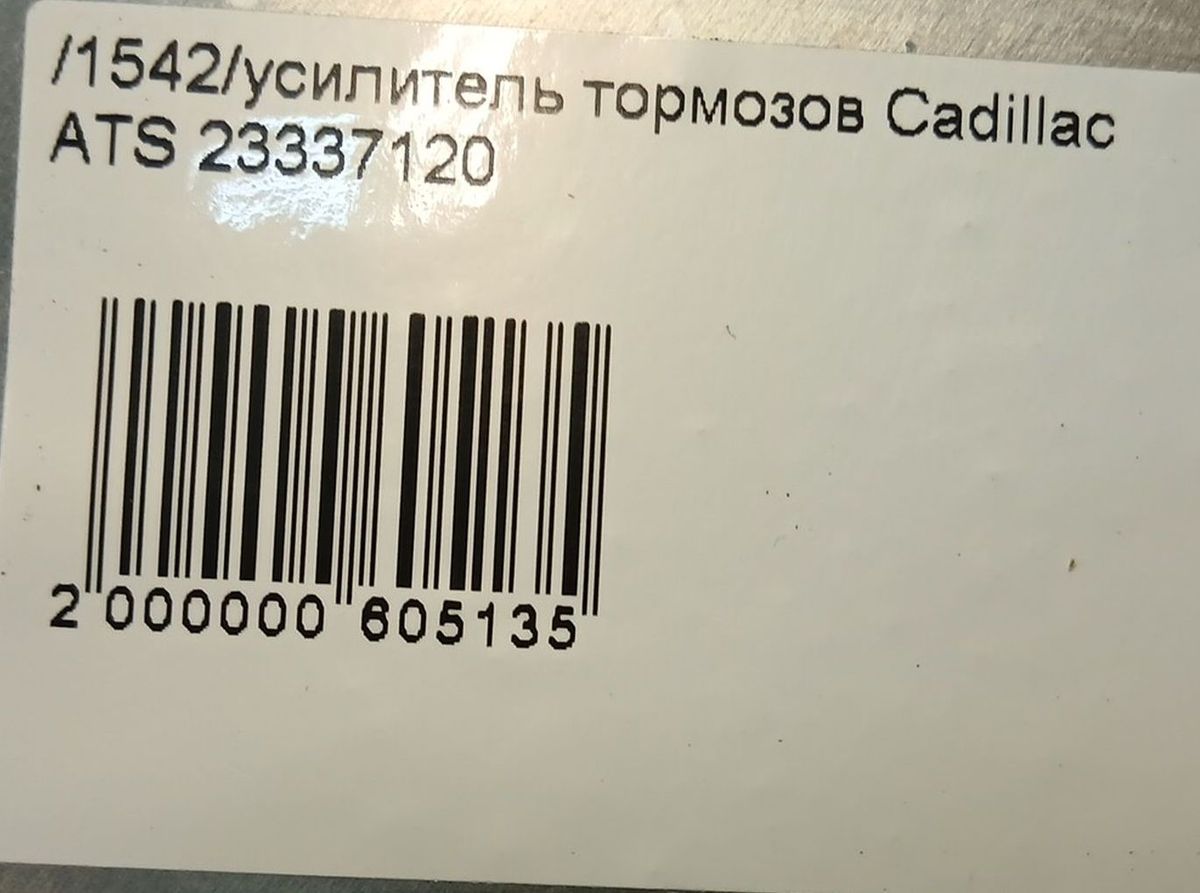 /1542/усилитель тормозов Cadillac
ATS 23337120
2 000000 605135